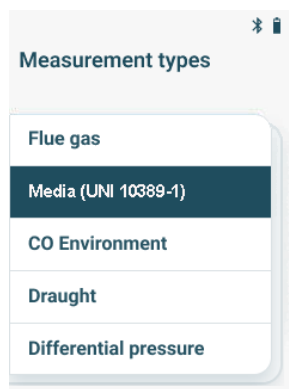 Measurement types
Flue gas
Media (UNI 10389-1)
CO Environment
Draught
Differential pressure